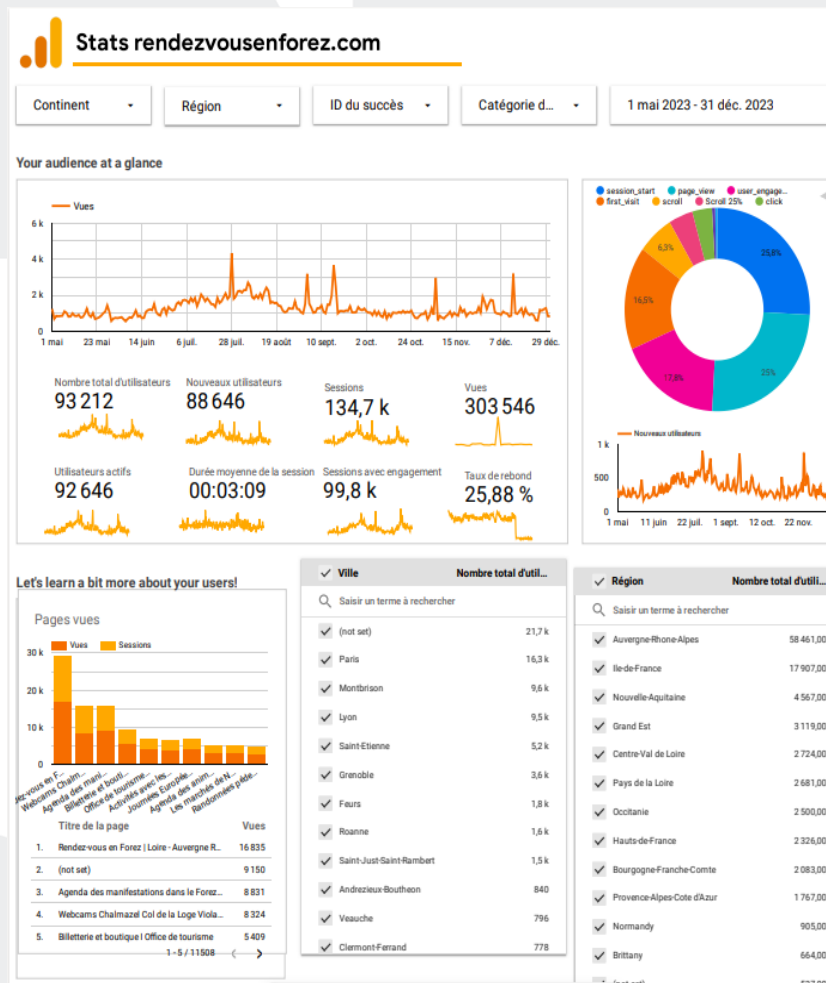 Stats rendezvousenforez.com
Continent
Région
ID du succès
Catégorie d...
1 mai 2023 - 31 déc. 2023
Your audience at a glance
Vues
6 k
4 k
2 k
0
1 mai 23 mai 14 juin 6 juil. 28 juil. 19 août 10 sept. 2 oct. 24 oct. 15 nov. 7 déc. 29 déc.
Nombre total d'utilisateurs
93 212
Nouveaux utilisateurs
88 646
Sessions
134,7 k
Vues
303 546
Utilisateurs actifs
92 646
Durée moyenne de la session
00:03:09
Sessions avec engagement
99,8 k
Taux de rebond
25,88 %
session_start page_view user_engage...
first_visit scroll Scroll 25% click
25,8%
25%
17,8%
16,5%
6,3%
Nouveaux utilisateurs
1 k
500
0
1 mai 11 juin 22 juil. 1 sept. 12 oct. 22 nov.
Let's learn a bit more about your users!
Pages vues
Vues Sessions
30 k
20 k
10 k
0
Webcams Chalm...
Agenda des mani...
Billetterie et bouti...
Office de tourisme...
Activités avec les...
Journées Europée...
Agenda des anim...
Les marchés de N...
Randonnées péde...
Titre de la page Vues
1. Rendez-vous en Forez | Loire - Auvergne R... 16 835
2. (not set) 9 150
3. Agenda des manifestations dans le Forez... 8 831
4. Webcams Chalmazel Col de la Loge Viola... 8 324
5. Billetterie et boutique I Office de tourisme 5 409
1 - 5 / 11508
Ville Nombre total d'util...
Saisir un terme à rechercher
(not set) 21,7 k
Paris 16,3 k
Montbrison 9,6 k
Lyon 9,5 k
Saint-Etienne 5,2 k
Grenoble 3,6 k
Feurs 1,8 k
Roanne 1,6 k
Saint-Just-Saint-Rambert 1,5 k
Andrezieux-Boutheon 840
Veauche 796
Clermont-Ferrand 778
Région Nombre total d'utili...
Saisir un terme à rechercher
Auvergne-Rhone-Alpes 58 461,00
Ile-de-France 17 907,00
Nouvelle-Aquitaine 4 567,00
Grand Est 3 119,00
Centre-Val de Loire 2 724,00
Pays de la Loire 2 681,00
Occitanie 2 500,00
Hauts-de-France 2 326,00
Bourgogne-Franche-Comte 2 083,00
Provence-Alpes-Cote d'Azur 1 767,00
Normandy 905,00
Brittany 664,00